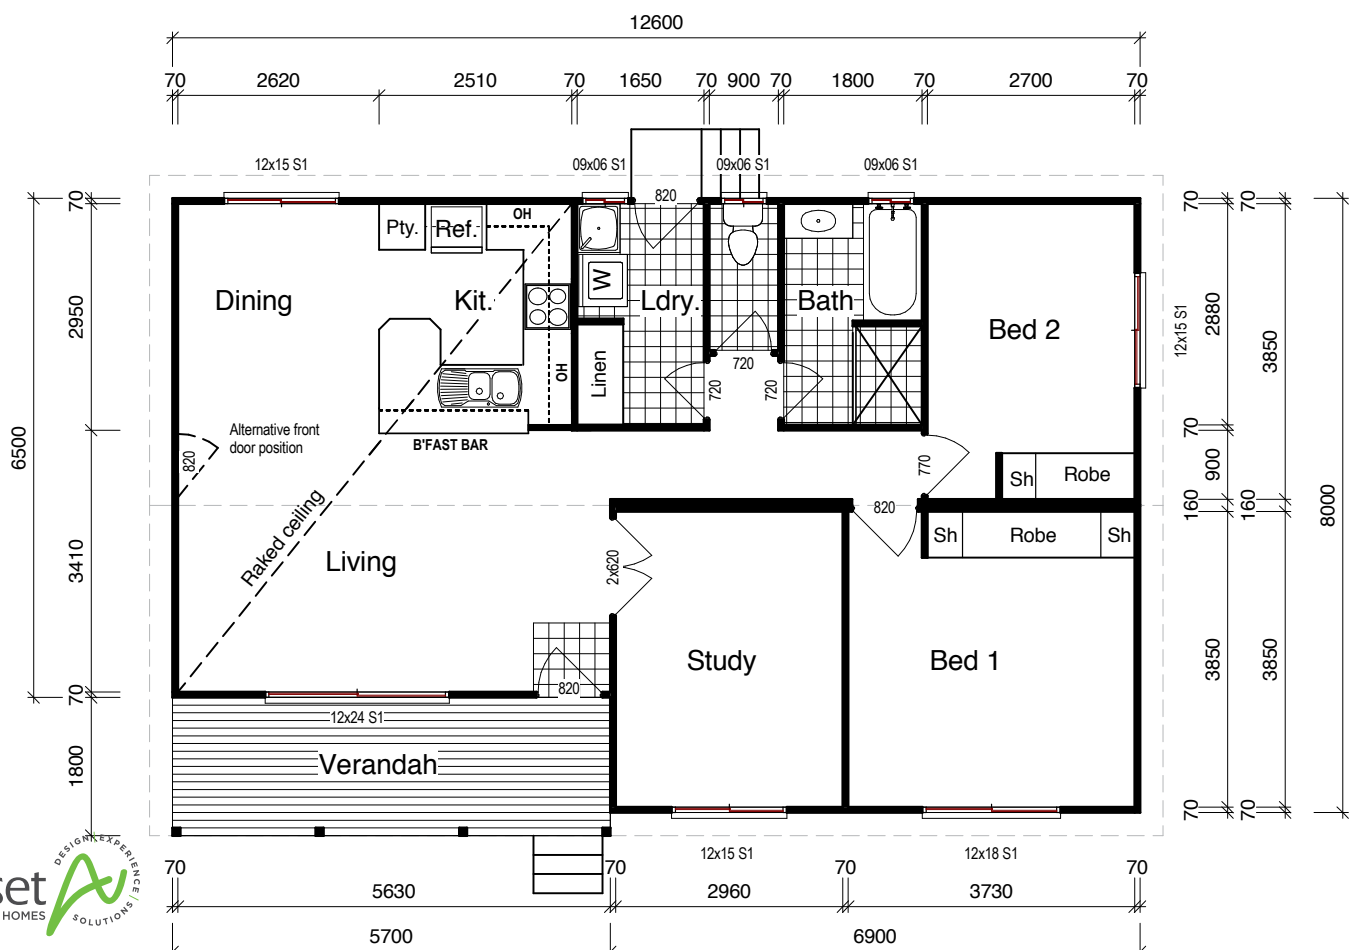 12600
70 2620 2510 70 1650 70 900 70 1800 70 2700 70
12x15 S1 09x06 S1 09x06 S1 09x06 S1
820
Pty. Ref. OH
W
Dining Kit. Ldry. Bath Bed 2
OH
Linen
720
720 720
Alternative front
door position
820
B'FAST BAR
770
Sh Robe
820
Sh Robe Sh
Raked ceiling
Living
2x620
Study Bed 1
820
12x24 S1
Verandah
12x15 S1 12x18 S1
6500
70
2950
3410
70
1800
12x15 S1
70
2880
70
900
160
3850
70
70
3850
160
3850
70
8000
70 70 70 70
5630 2960 3730
5700 6900
set
HOMES
DESIGN EXPERIENCE / SOLUTIONS